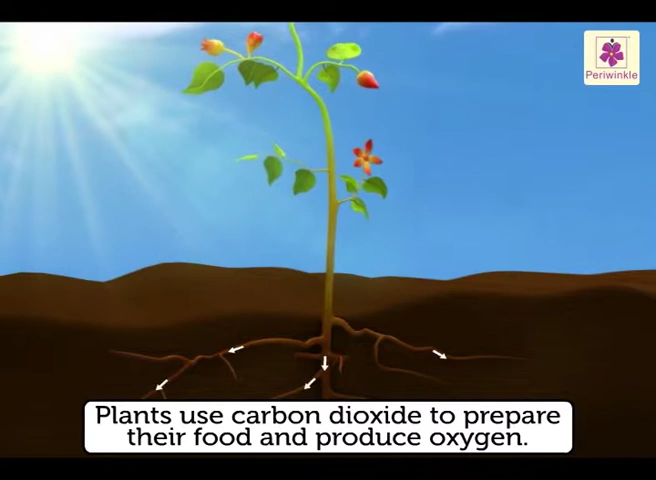 Periwinkle
Plants use carbon dioxide to prepare
their food and produce oxygen.